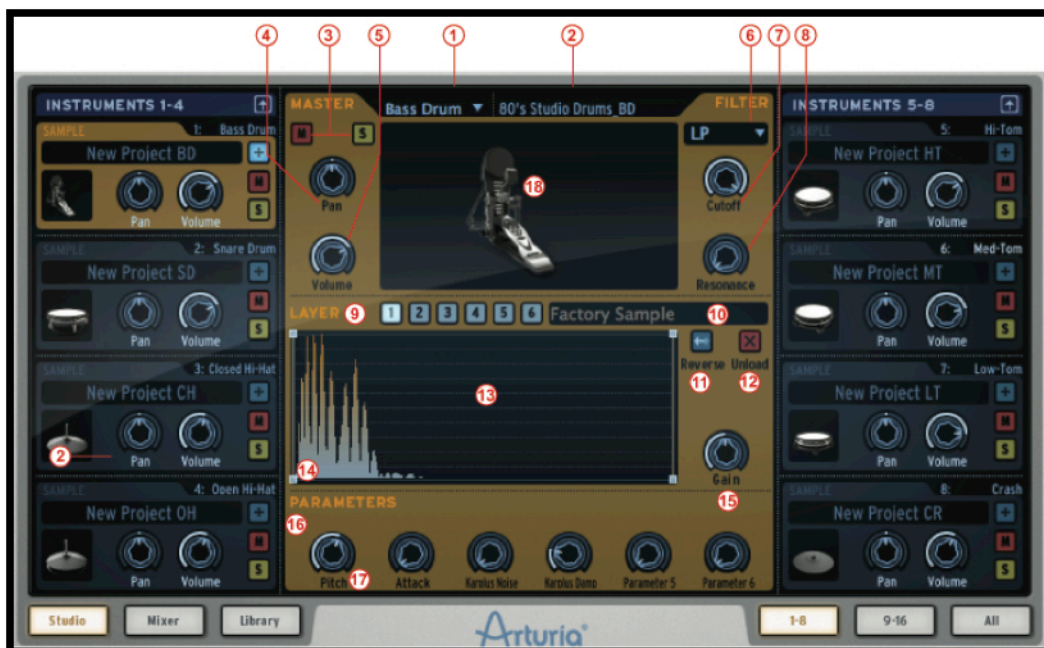 4 3 5 1 2 6 7 8
INSTRUMENTS 1-4
SAMPLE 1: Bass Drum
New Project BD
M
S
Pan Volume
SAMPLE 2: Snare Drum
New Project SD
M
S
Pan Volume
SAMPLE 3: Closed Hi-Hat
New Project CH
M
S
2
Pan Volume
SAMPLE 4: Open Hi-Hat
New Project OH
M
S
Pan Volume
MASTER
Bass Drum
80's Studio Drums_BD
FILTER
M S
LP
Pan
18
Cutoff
Volume
Resonance
LAYER 9 1 2 3 4 5 6 Factory Sample 10
Reverse Unload
11 12
13
14
Gain
15
PARAMETERS
16
Pitch 17 Attack Karplus Noise Karplus Damp Parameter 5 Parameter 6
INSTRUMENTS 5-8
SAMPLE 5: Hi-Tom
New Project HT
M
S
Pan Volume
SAMPLE 6: Med-Tom
New Project MT
M
S
Pan Volume
SAMPLE 7: Low-Tom
New Project LT
M
S
Pan Volume
SAMPLE 8: Crash
New Project CR
M
S
Pan Volume
Studio Mixer Library
Arturia®
1-8 9-16 All